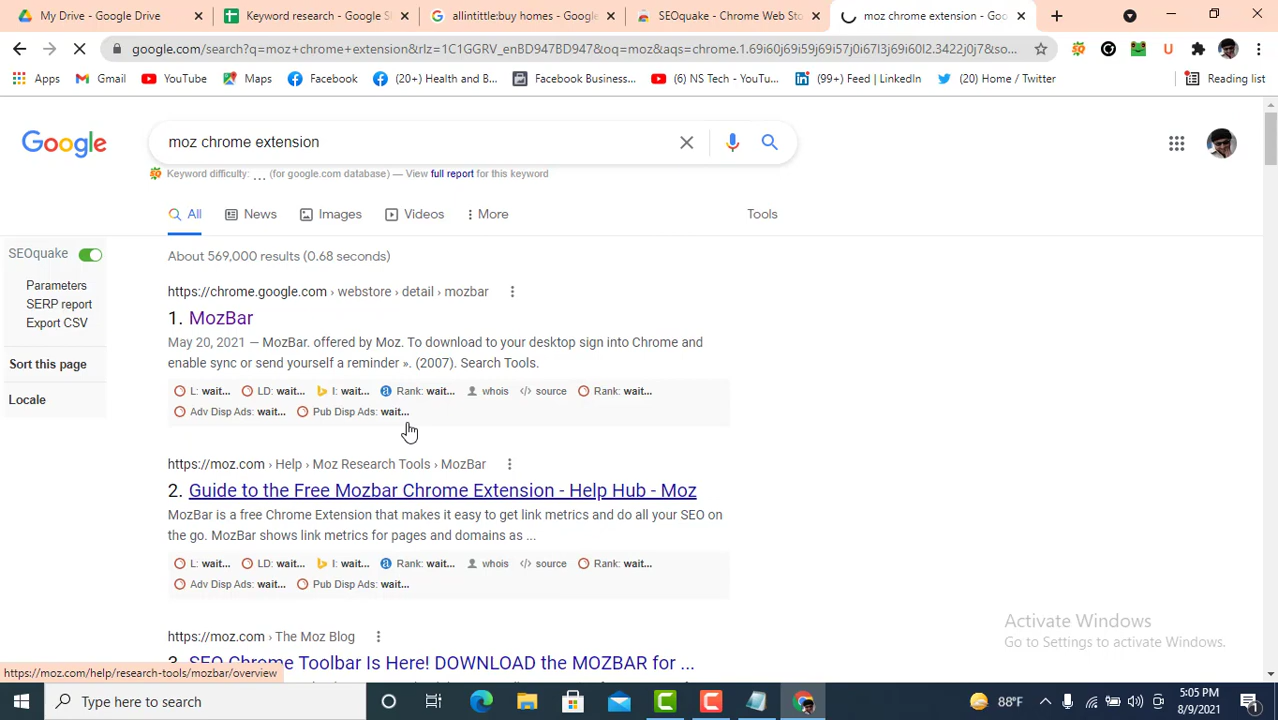 My Drive - Google Drive
Keyword research - Google S
allintittle:buy homes - Google
SEOquake - Chrome Web Sto
moz chrome extension - Goo
google.com/search?q=moz+chrome+extension&rlz=1C1GGRV_enBD947BD947&oq=moz&aqs=chrome.1.69i60j69i59j69i57j0i67l3j69i60l2.3422j0j7&so...
Apps
Gmail
YouTube
Maps
Facebook
(20+) Health and B...
Facebook Business...
(6) NS Tech - YouTu...
(99+) Feed | LinkedIn
(20) Home / Twitter
Reading list
Google
moz chrome extension
Keyword difficulty: ... (for google.com database) — View full report for this keyword
All
News
Images
Videos
More
Tools
SEOquake
Parameters
SERP report
Export CSV
Sort this page
Locale
About 569,000 results (0.68 seconds)
https://chrome.google.com › webstore › detail › mozbar
1. MozBar
May 20, 2021 — MozBar. offered by Moz. To download to your desktop sign into Chrome and
enable sync or send yourself a reminder ». (2007). Search Tools.
L: wait... LD: wait... I: wait... Rank: wait... whois </> source Rank: wait...
Adv Disp Ads: wait... Pub Disp Ads: wait...
https://moz.com › Help › Moz Research Tools › MozBar
2. Guide to the Free Mozbar Chrome Extension - Help Hub - Moz
MozBar is a free Chrome Extension that makes it easy to get link metrics and do all your SEO on
the go. MozBar shows link metrics for pages and domains as ...
L: wait... LD: wait... I: wait... Rank: wait... whois </> source Rank: wait...
Adv Disp Ads: wait... Pub Disp Ads: wait...
https://moz.com › The Moz Blog
3. SEO Chrome Toolbar Is Here! DOWNLOAD the MOZBAR for ...
Activate Windows
Go to Settings to activate Windows.
https://moz.com/help/research-tools/mozbar/overview
Type here to search
88°F
5:05 PM
8/9/2021
1